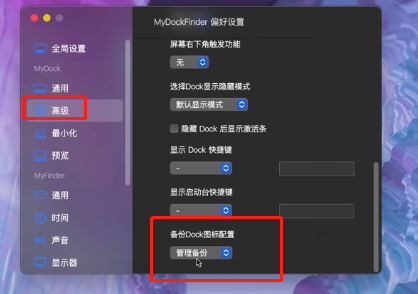 MyDockFinder 偏好设置
全局设置
MyDock
通用
高级
最小化
预览
MyFinder
通用
时间
声音
显示器
屏幕右下角触发功能
无
选择Dock显示隐藏模式
默认显示模式
隐藏 Dock 后显示激活条
显示 Dock 快捷键
-
显示启动台快捷键
-
备份Dock图标配置
管理备份